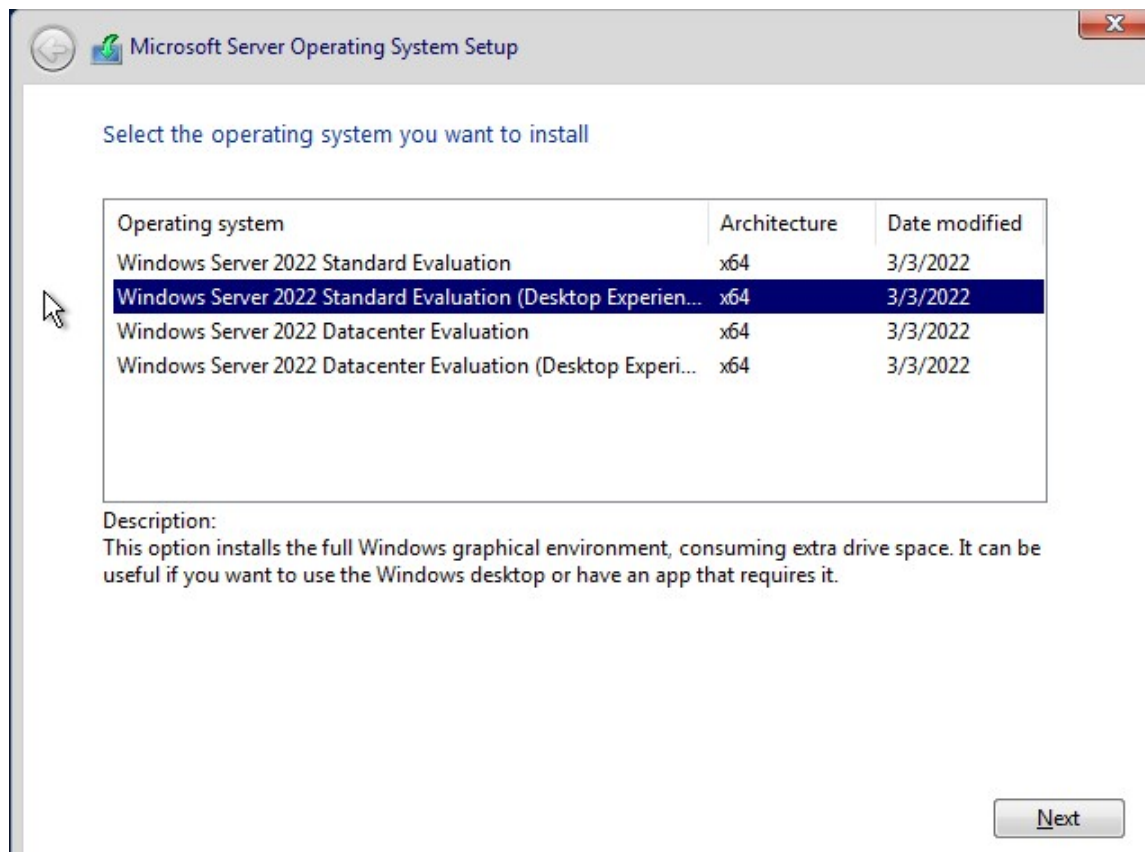 Microsoft Server Operating System Setup
Select the operating system you want to install
Operating system Architecture Date modified
Windows Server 2022 Standard Evaluation x64 3/3/2022
Windows Server 2022 Standard Evaluation (Desktop Experien... x64 3/3/2022
Windows Server 2022 Datacenter Evaluation x64 3/3/2022
Windows Server 2022 Datacenter Evaluation (Desktop Experi... x64 3/3/2022
Description:
This option installs the full Windows graphical environment, consuming extra drive space. It can be
useful if you want to use the Windows desktop or have an app that requires it.
Next